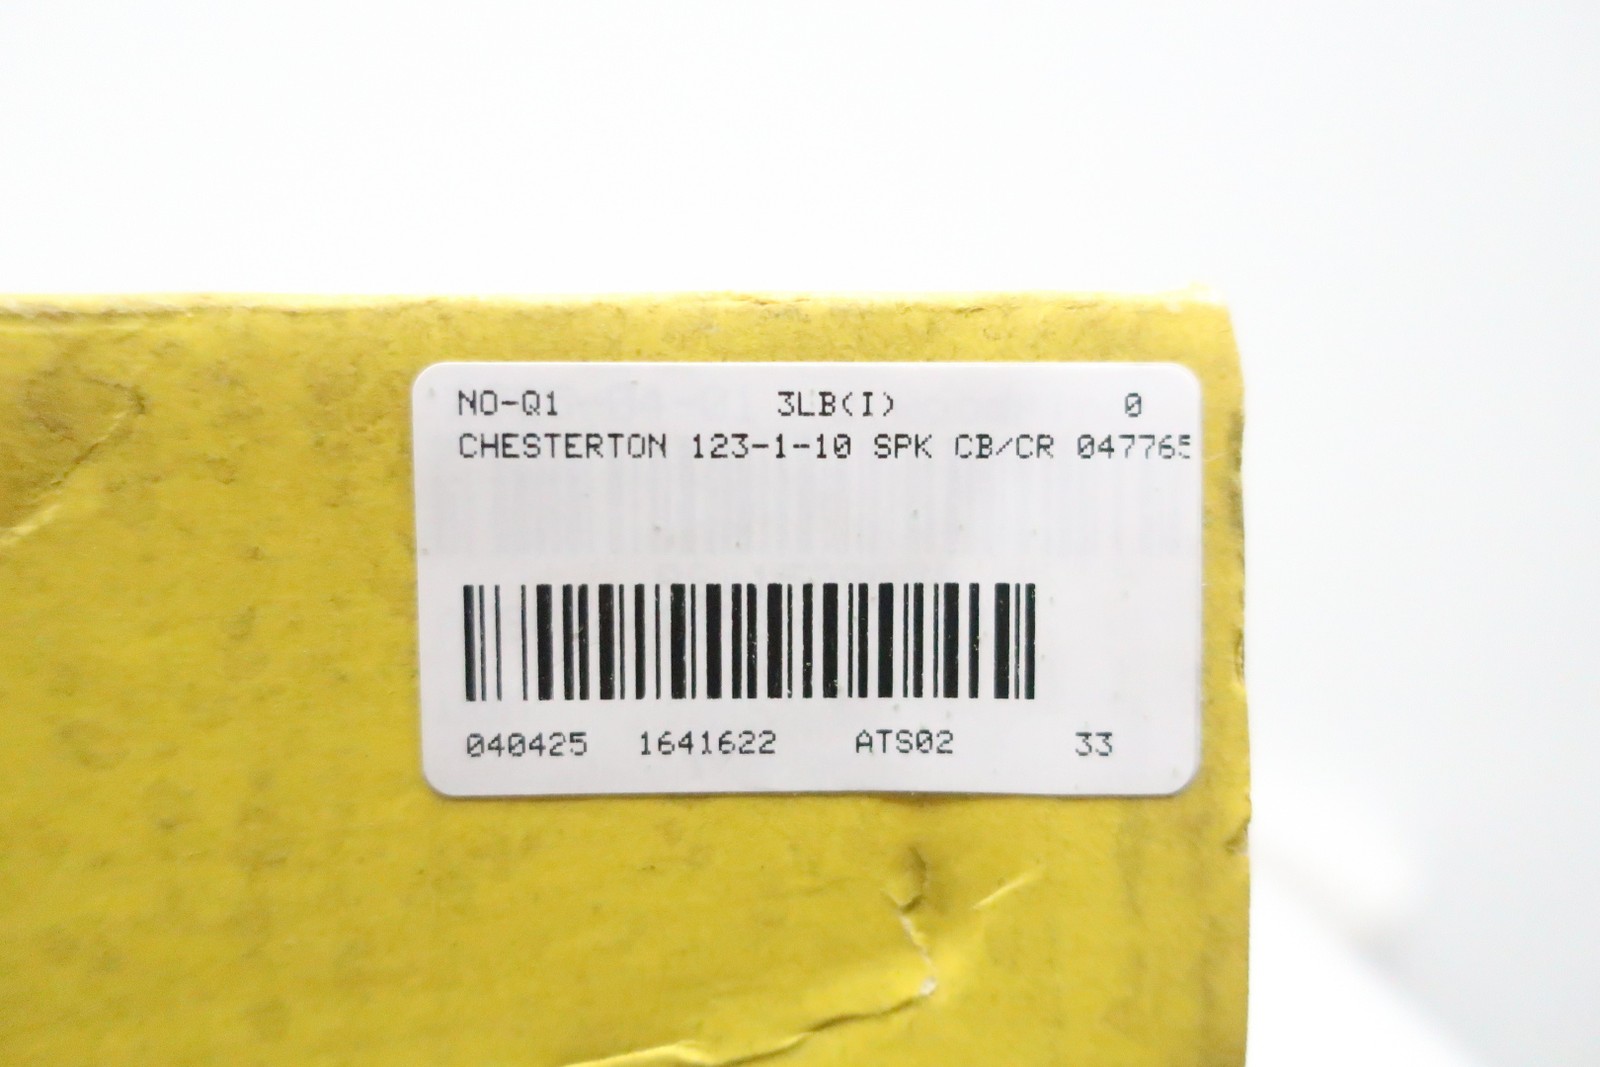 NO-Q1 3LB(I) 0
CHESTERTON 123-1-10 SPK CB/CR 047765
040425 1641622 ATS02 33